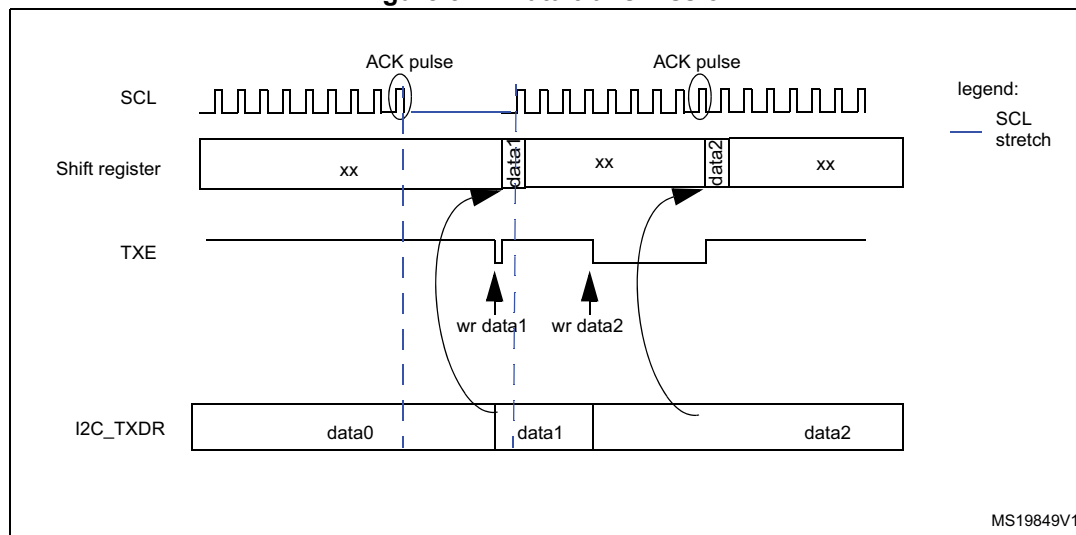 ACK pulse ACK pulse
SCL
legend:
SCL
stretch
Shift register
xx
data1
xx
data2
xx
TXE
wr data1 wr data2
I2C_TXDR
data0
data1
data2
MS19849V1